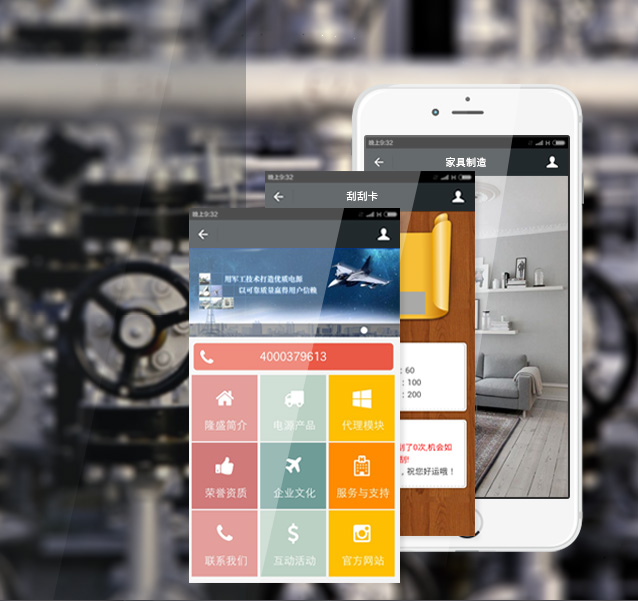 晚上9:32
家具制造
晚上9:32
刮刮卡
: 60
: 100
: 200
到了0次,机会如
刮!
，祝您好运哦！
晚上9:32
用军工技术打造优质电源
以可靠质量赢得用户信赖
4000379613
隆盛简介
电源产品
代理模块
荣誉资质
企业文化
服务与支持
联系我们
互动活动
官方网站